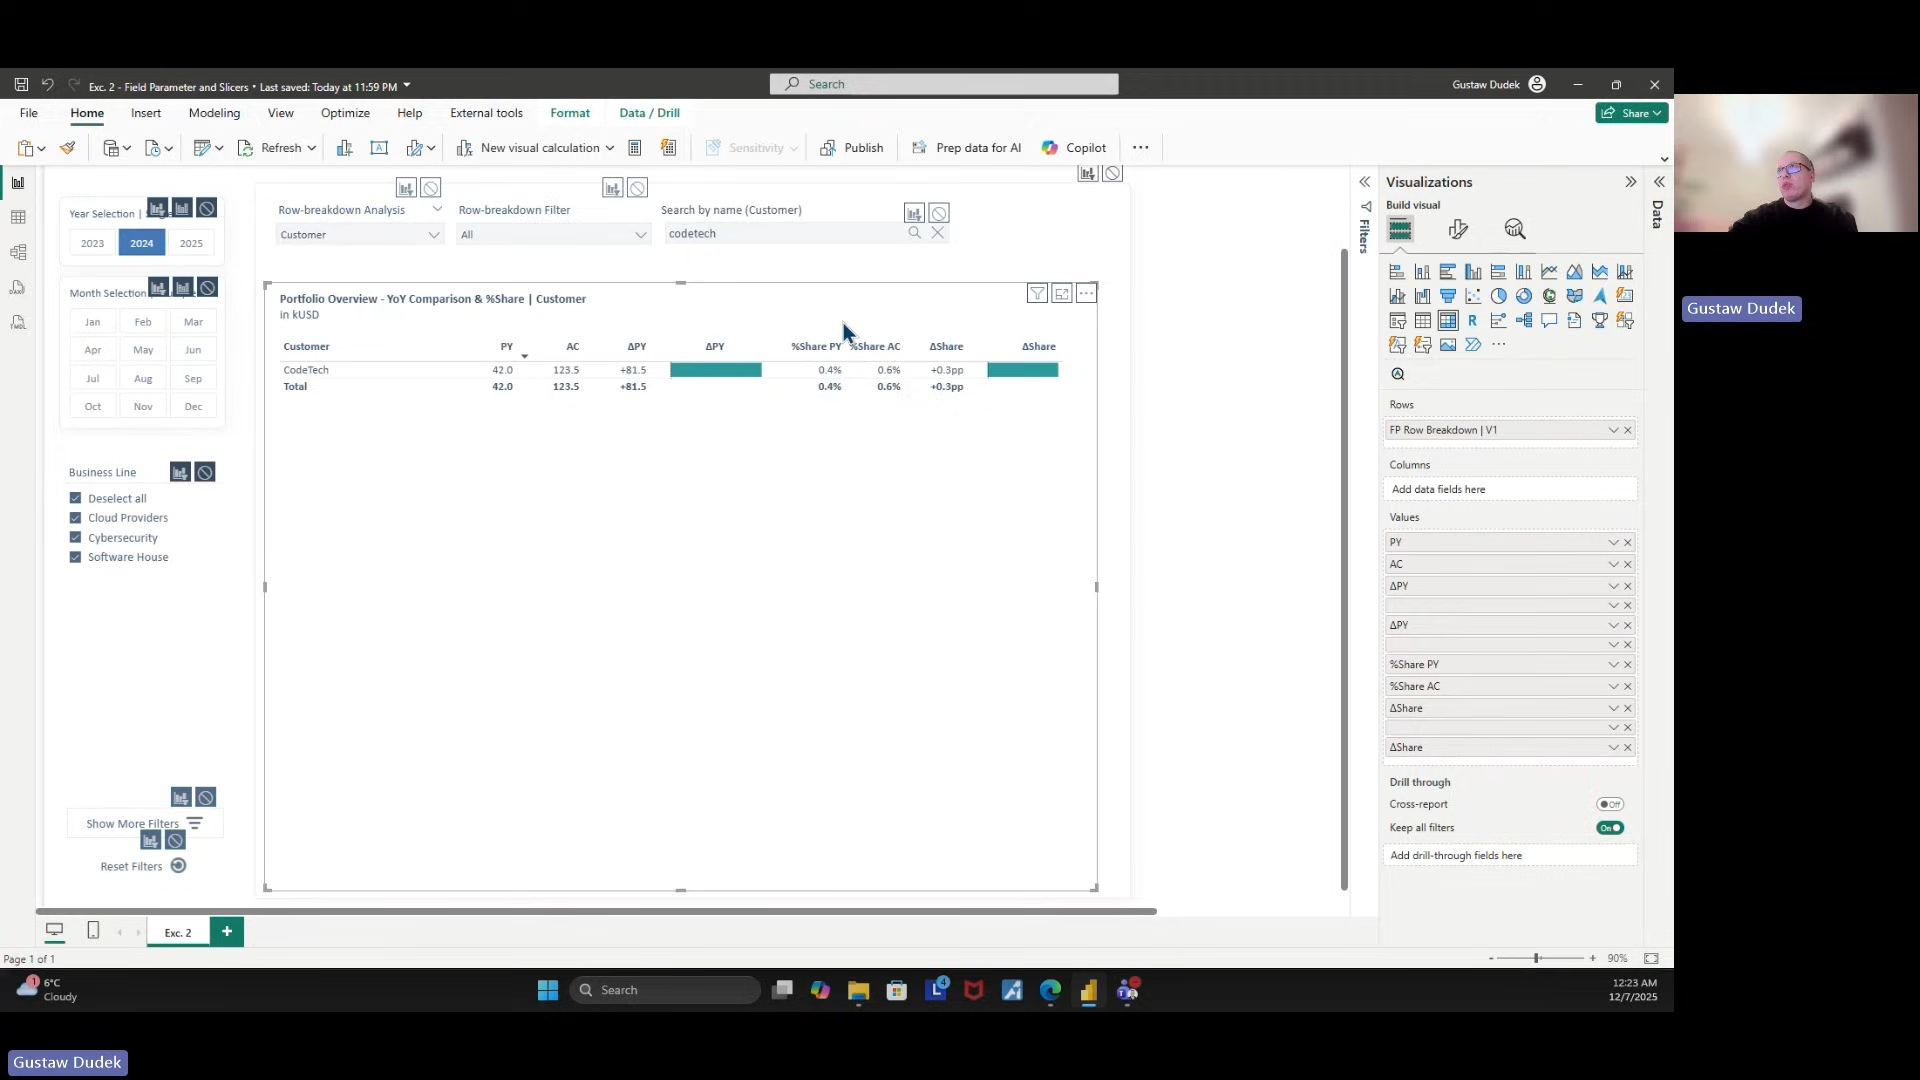 Exc. 2 - Field Parameter and Slicers • Last saved: Today at 11:59 PM
Search
Gustaw Dudek
File Home Insert Modeling View Optimize Help External tools Format Data / Drill
Share
Refresh
New visual calculation
Sensitivity
Publish
Prep data for AI
Copilot
Year Selection |
2023 2024 2025
Month Selection
Jan Feb Mar
Apr May Jun
Jul Aug Sep
Oct Nov Dec
Business Line
Deselect all
Cloud Providers
Cybersecurity
Software House
Show More Filters
Reset Filters
Row-breakdown Analysis
Customer
Row-breakdown Filter
All
Search by name (Customer)
codetech
Portfolio Overview - YoY Comparison & %Share | Customer
in kUSD
Customer PY AC ΔPY ΔPY %Share PY %Share AC ΔShare ΔShare
CodeTech 42.0 123.5 +81.5 0.4% 0.6% +0.3pp
Total 42.0 123.5 +81.5 0.4% 0.6% +0.3pp
Filters
Visualizations
Build visual
R
Rows
FP Row Breakdown | V1
Columns
Add data fields here
Values
PY
AC
ΔPY
ΔPY
%Share PY
%Share AC
ΔShare
ΔShare
Drill through
Cross-report
Off
Keep all filters
On
Add drill-through fields here
Data
Exc. 2
Page 1 of 1
90%
6°C
Cloudy
Search
12:23 AM
12/7/2025
Gustaw Dudek
Gustaw Dudek